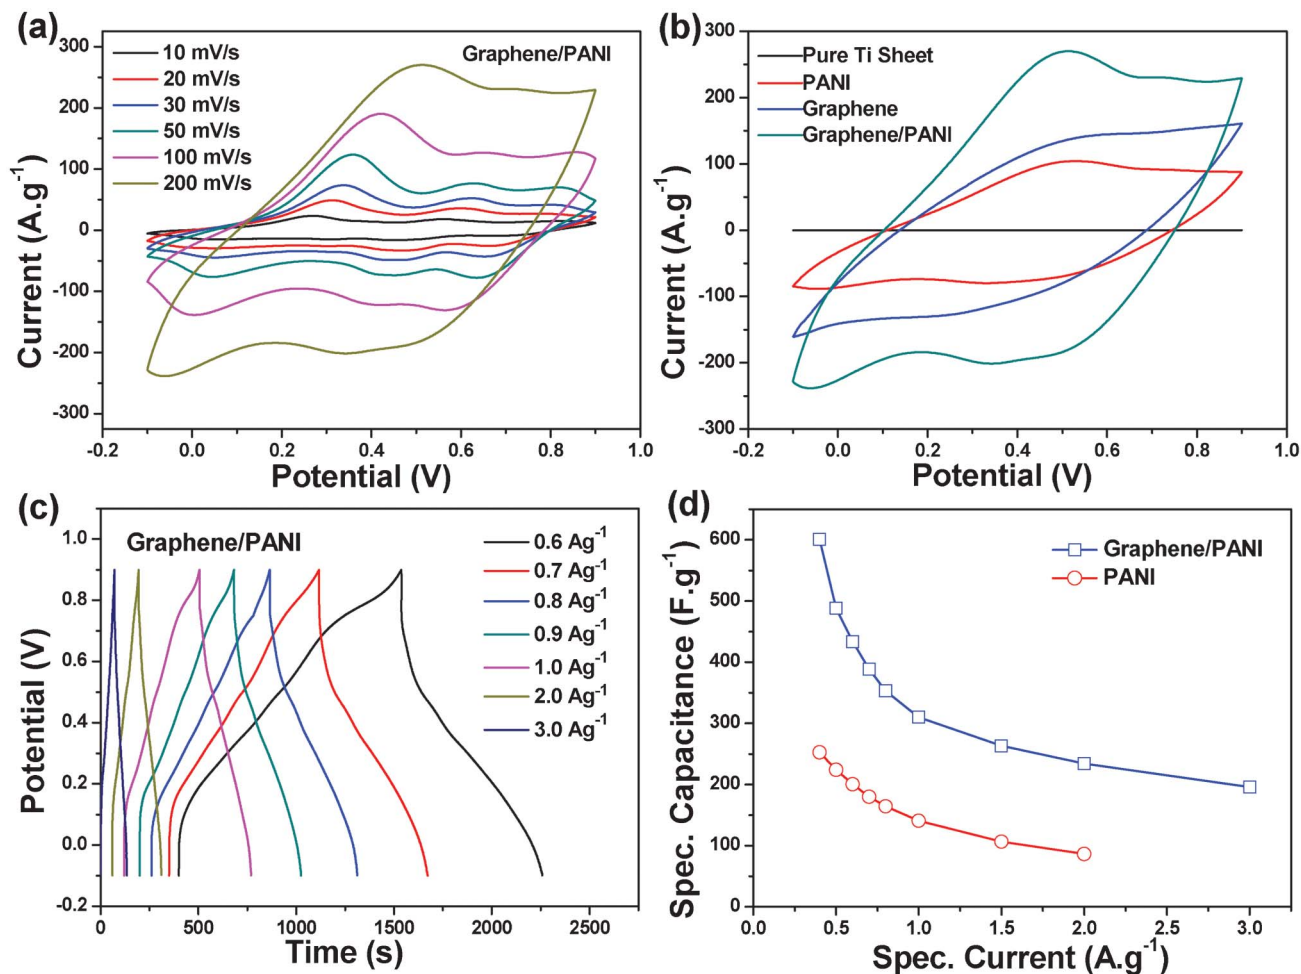 (a)
300
200
100
0
-100
-200
-300
Current (A.g⁻¹)
10 mV/s
20 mV/s
30 mV/s
50 mV/s
100 mV/s
200 mV/s
Graphene/PANI
-0.2 0.0 0.2 0.4 0.6 0.8 1.0
Potential (V)
(b)
300
200
100
0
-100
-200
-300
Current (A.g⁻¹)
Pure Ti Sheet
PANI
Graphene
Graphene/PANI
0.0 0.2 0.4 0.6 0.8 1.0
Potential (V)
(c)
1.0
0.8
0.6
0.4
0.2
0.0
-0.2
Potential (V)
Graphene/PANI
0.6 Ag⁻¹
0.7 Ag⁻¹
0.8 Ag⁻¹
0.9 Ag⁻¹
1.0 Ag⁻¹
2.0 Ag⁻¹
3.0 Ag⁻¹
0 500 1000 1500 2000 2500
Time (s)
(d)
600
500
400
300
200
100
0
Spec. Capacitance (F.g⁻¹)
Graphene/PANI
PANI
0.0 0.5 1.0 1.5 2.0 2.5 3.0
Spec. Current (A.g⁻¹)